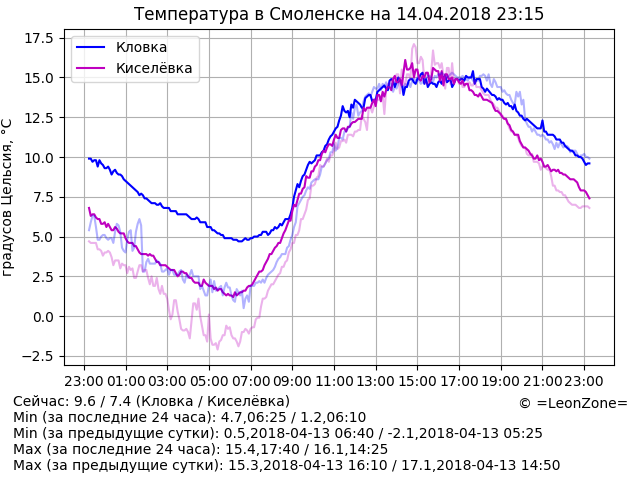 Температура в Смоленске на 14.04.2018 23:15
градусов Цельсия, °C
17.5
15.0
12.5
10.0
7.5
5.0
2.5
0.0
−2.5
Кловка
Киселёвка
23:00 01:00 03:00 05:00 07:00 09:00 11:00 13:00 15:00 17:00 19:00 21:00 23:00
Сейчас: 9.6 / 7.4 (Кловка / Киселёвка)
© =LeonZone=
Min (за последние 24 часа): 4.7,06:25 / 1.2,06:10
Min (за предыдущие сутки): 0.5,2018-04-13 06:40 / -2.1,2018-04-13 05:25
Max (за последние 24 часа): 15.4,17:40 / 16.1,14:25
Max (за предыдущие сутки): 15.3,2018-04-13 16:10 / 17.1,2018-04-13 14:50